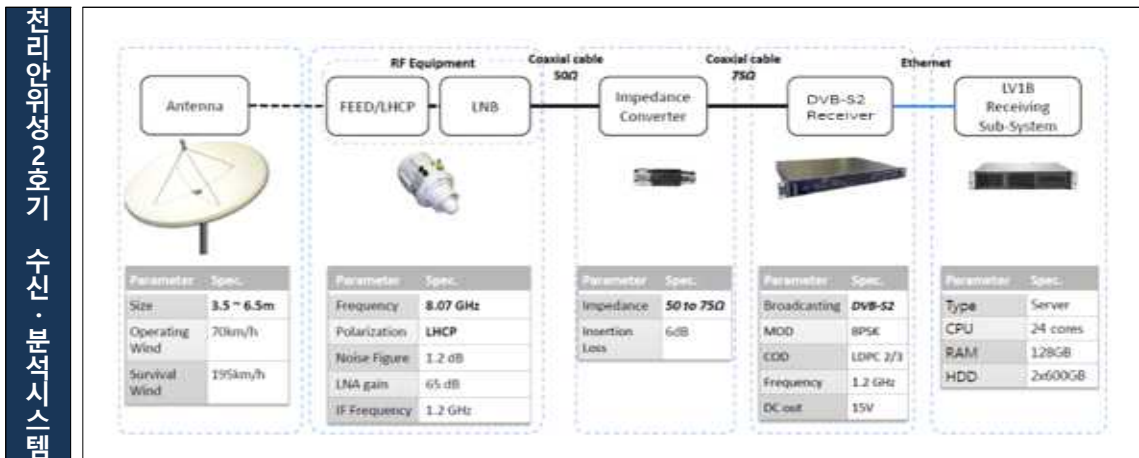 천리안위성2호기 수신·분석시스템
RF Equipment
Coaxial cable
50Ω
Coaxial cable
75Ω
Ethernet
Antenna
FEED/LHCP
LNB
Impedance
Converter
DVB-S2
Receiver
LV1B
Receiving
Sub-System
Parameter Spec.
Size 3.5 ~ 6.5m
Operating
Wind 70km/h
Survival
Wind 195km/h
Parameter Spec.
Frequency 8.07 GHz
Polarization LHCP
Noise Figure 1.2 dB
LNA gain 65 dB
IF Frequency 1.2 GHz
Parameter Spec.
Impedance 50 to 75Ω
Insertion
Loss 6dB
Parameter Spec.
Broadcasting DVB-S2
MOD 8PSK
COD LDPC 2/3
Frequency 1.2 GHz
DC out 15V
Parameter Spec.
Type Server
CPU 24 cores
RAM 128GB
HDD 2x600GB